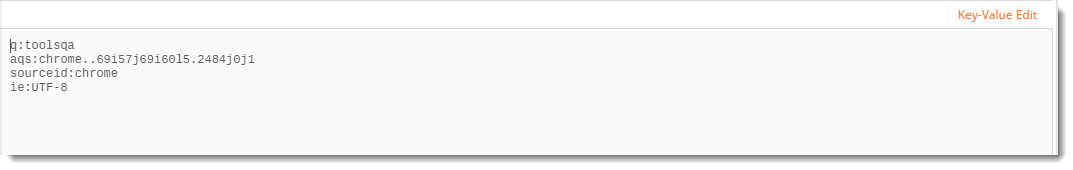 Key-Value Edit
q:toolsqa
aqs:chrome..69i57j69i60l5.2484j0j1
sourceid:chrome
ie:UTF-8